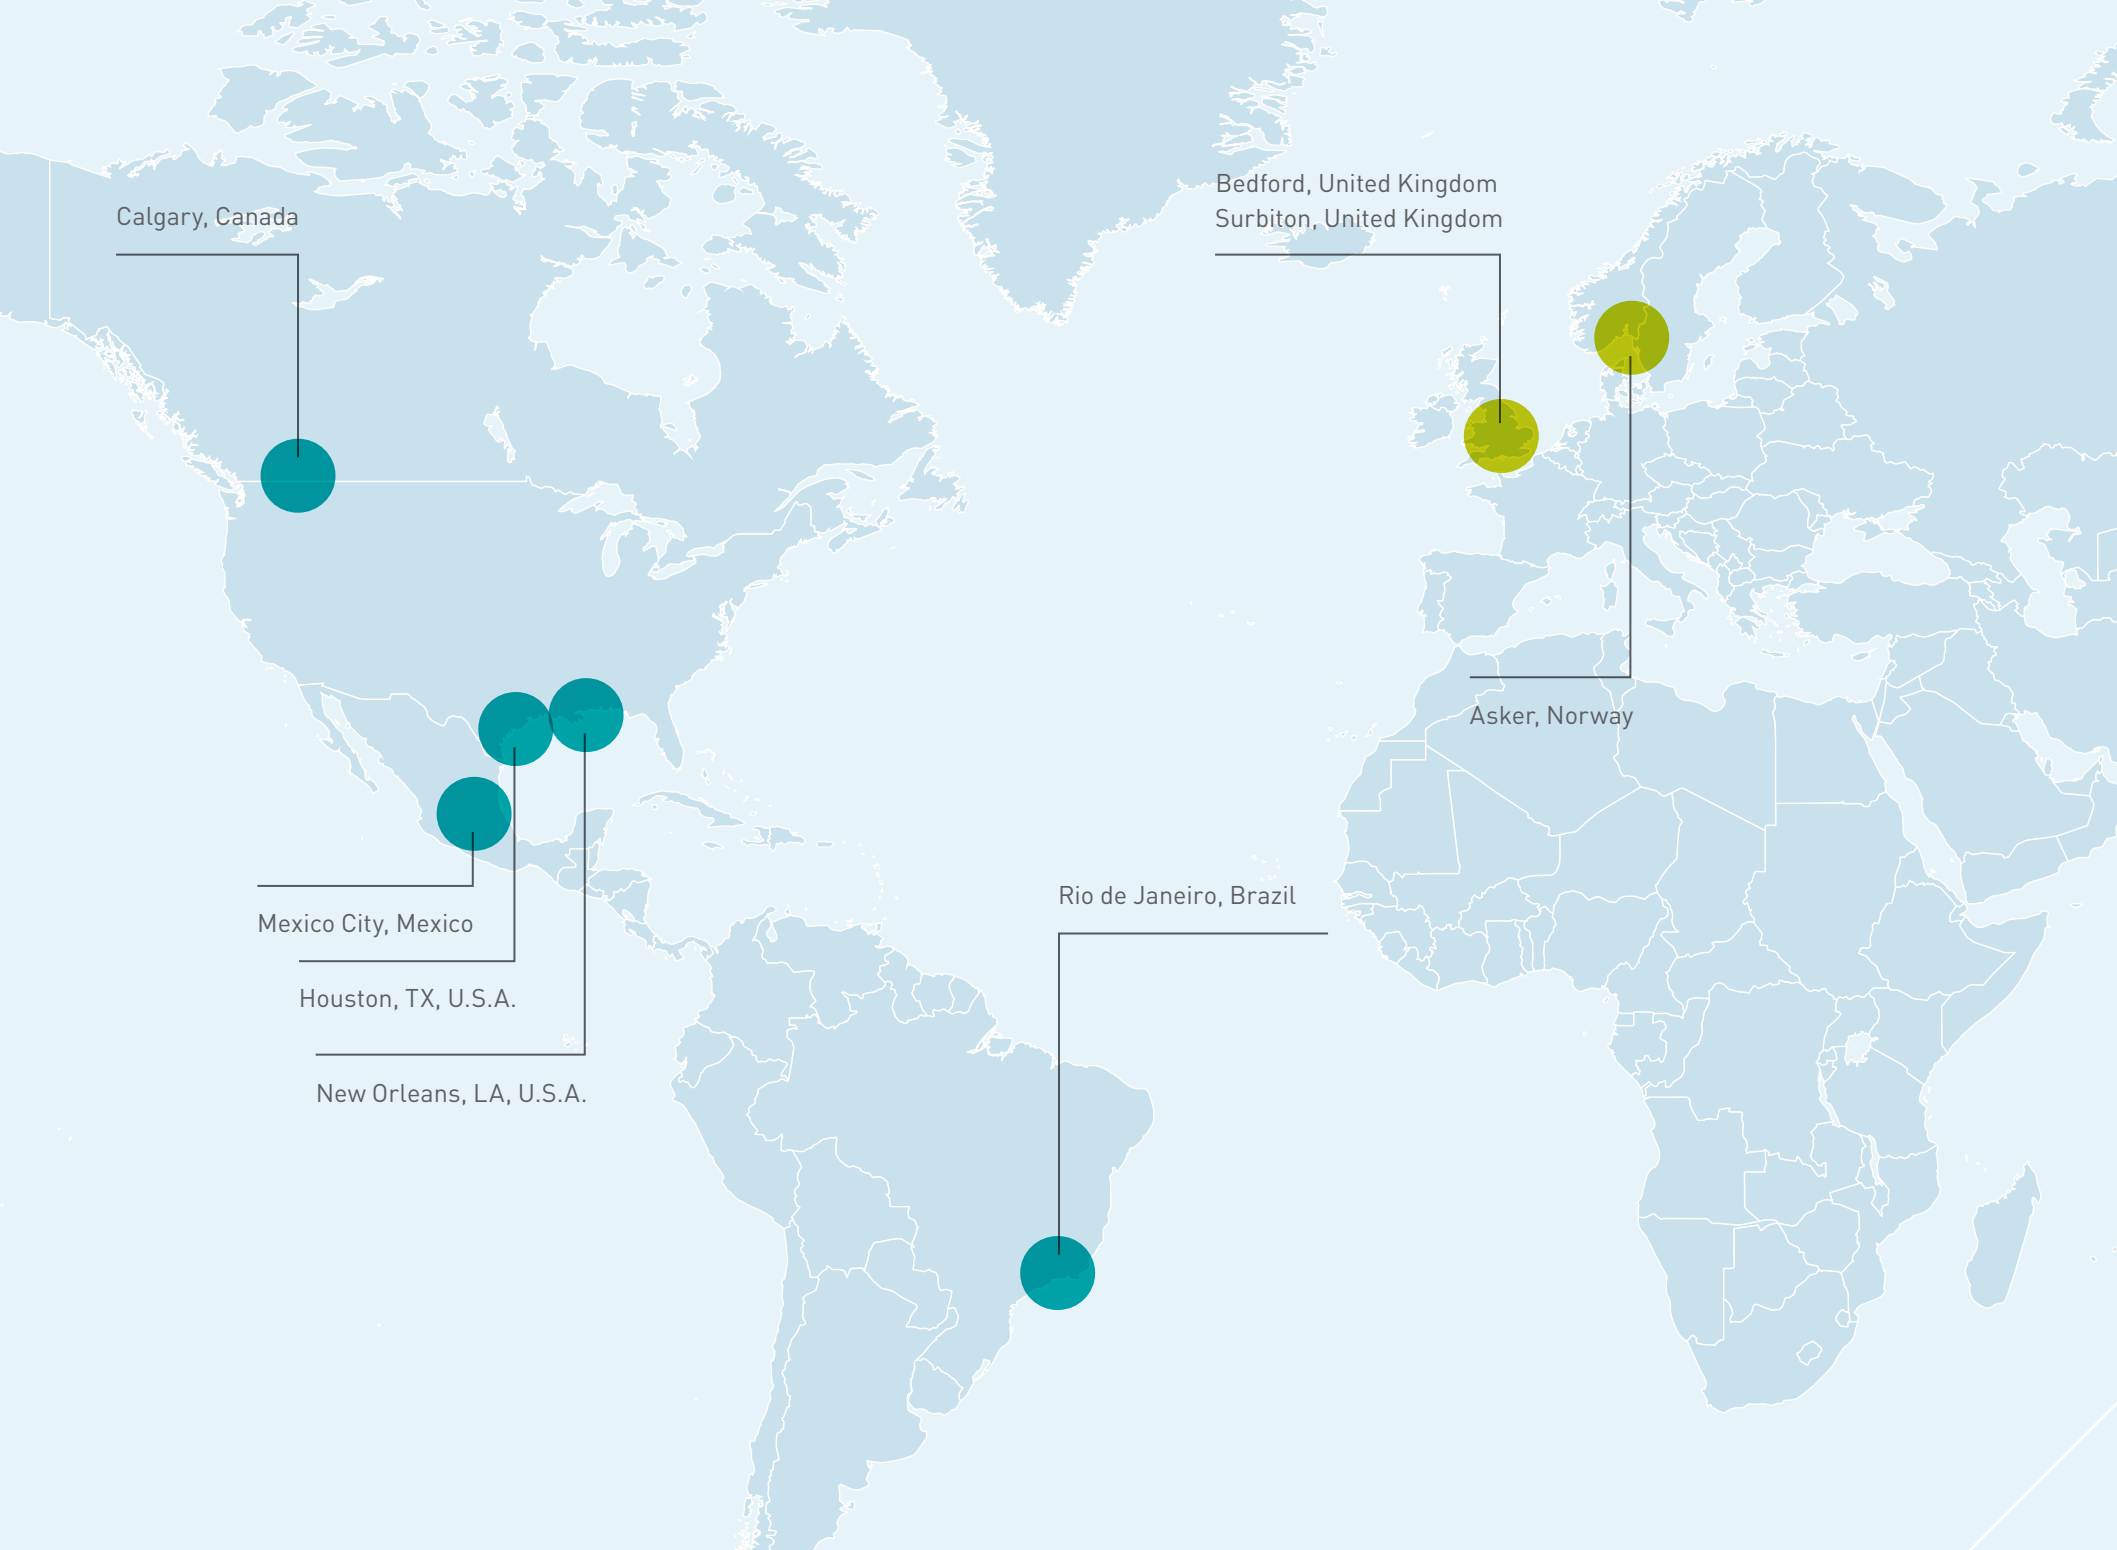 Bedford, United Kingdom
Surbiton, United Kingdom
Calgary, Canada
Asker, Norway
Rio de Janeiro, Brazil
Mexico City, Mexico
Houston, TX, U.S.A.
New Orleans, LA, U.S.A.